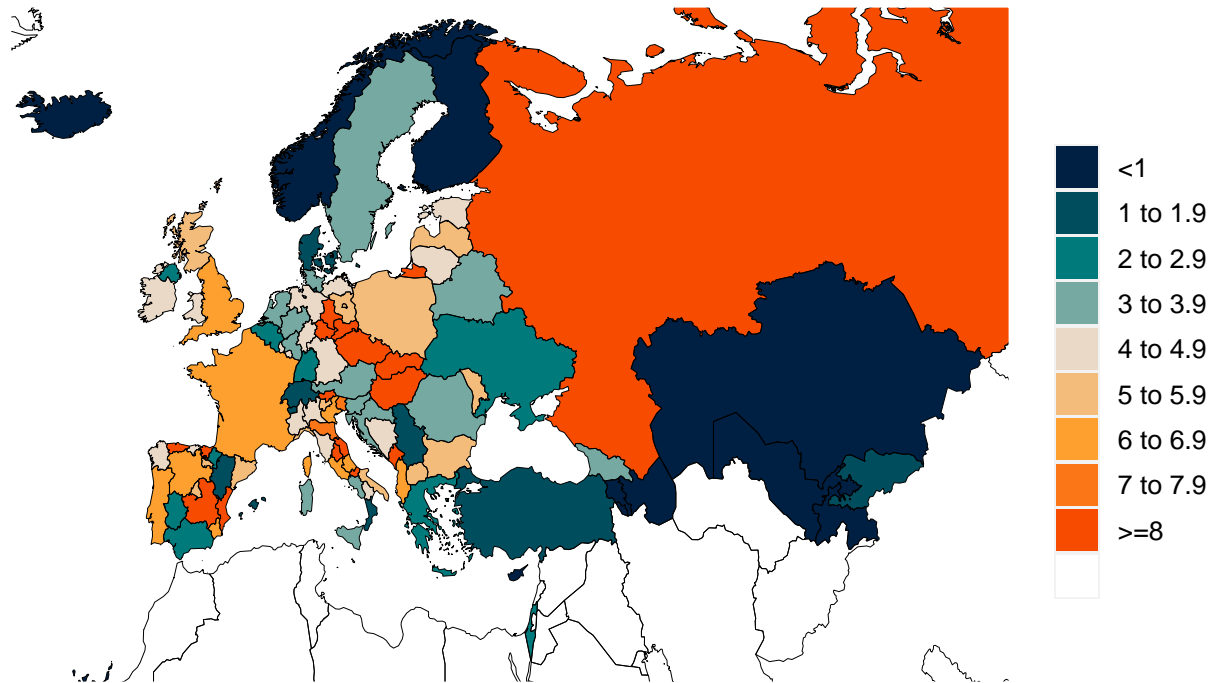 <1
1 to 1.9
2 to 2.9
3 to 3.9
4 to 4.9
5 to 5.9
6 to 6.9
7 to 7.9
>=8